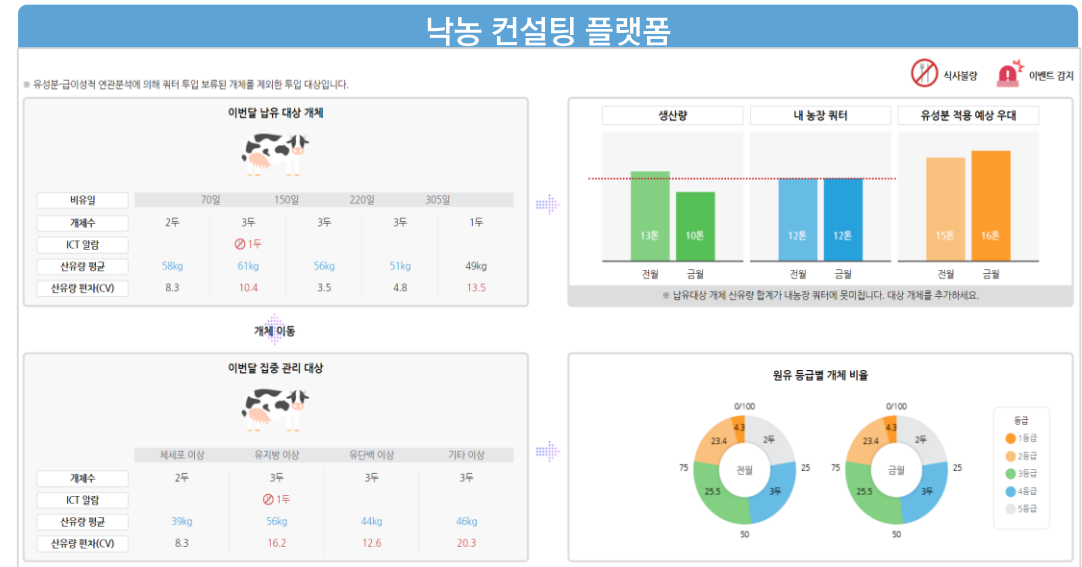 낙농 컨설팅 플랫폼
식사불량 이벤트 감지
※ 유성분-급이성적 연관분석에 의해 쿼터 투입 보류된 개체를 제외한 투입 대상입니다.
이번달 납유 대상 개체
비유일 70일 150일 220일 305일
개체수 2두 3두 3두 3두 1두
ICT 알람 1두
산유량 평균 58kg 61kg 56kg 51kg 49kg
산유량 편차(CV) 8.3 10.4 3.5 4.8 13.5
생산량 내 농장 쿼터 유성분 적용 예상 우대
13톤 10톤 12톤 12톤 15톤 16톤
전월 금월 전월 금월 전월 금월
※ 납유대상 개체 산유량 합계가 내농장 쿼터에 못미칩니다. 대상 개체를 추가하세요.
개체 이동
이번달 집중 관리 대상
체세포 이상 유지방 이상 유단백 이상 기타 이상
개체수 2두 3두 3두 3두
ICT 알람 1두
산유량 평균 39kg 56kg 44kg 46kg
산유량 편차(CV) 8.3 16.2 12.6 20.3
원유 등급별 개체 비율
0/100 0/100
4.3 4.3
23.4 2두 23.4 2두
75 전월 25 75 금월 25
25.5 3두 25.5 3두
50 50
등급
1등급
2등급
3등급
4등급
5등급